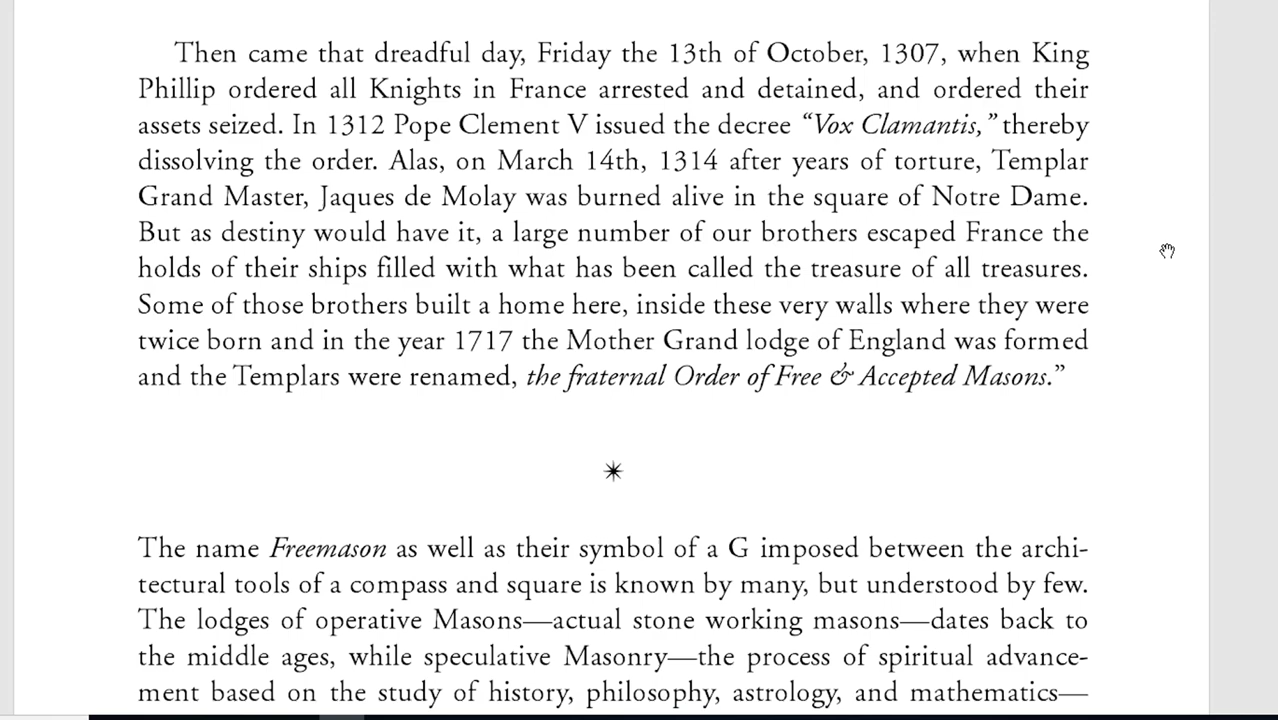 Then came that dreadful day, Friday the 13th of October, 1307, when King
Phillip ordered all Knights in France arrested and detained, and ordered their
assets seized. In 1312 Pope Clement V issued the decree “Vox Clamantis,” thereby
dissolving the order. Alas, on March 14th, 1314 after years of torture, Templar
Grand Master, Jaques de Molay was burned alive in the square of Notre Dame.
But as destiny would have it, a large number of our brothers escaped France the
holds of their ships filled with what has been called the treasure of all treasures.
Some of those brothers built a home here, inside these very walls where they were
twice born and in the year 1717 the Mother Grand lodge of England was formed
and the Templars were renamed, the fraternal Order of Free & Accepted Masons.”
✴
The name Freemason as well as their symbol of a G imposed between the archi-
tectural tools of a compass and square is known by many, but understood by few.
The lodges of operative Masons—actual stone working masons—dates back to
the middle ages, while speculative Masonry—the process of spiritual advance-
ment based on the study of history, philosophy, astrology, and mathematics—